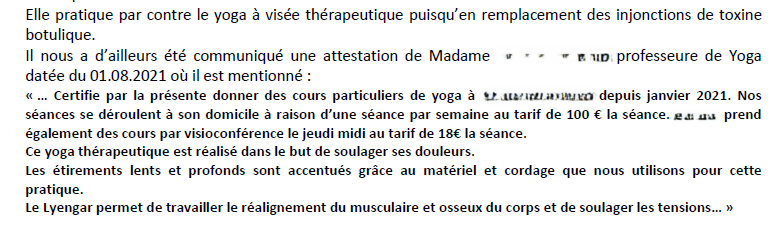 Elle pratique par contre le yoga à visée thérapeutique puisqu’en remplacement des injonctions de toxine
botulique.
Il nous a d’ailleurs été communiqué une attestation de Madame professeure de Yoga
datée du 01.08.2021 où il est mentionné :
« … Certifie par la présente donner des cours particuliers de yoga à depuis janvier 2021. Nos
séances se déroulent à son domicile à raison d’une séance par semaine au tarif de 100 € la séance. prend
également des cours par visioconférence le jeudi midi au tarif de 18€ la séance.
Ce yoga thérapeutique est réalisé dans le but de soulager ses douleurs.
Les étirements lents et profonds sont accentués grâce au matériel et cordage que nous utilisons pour cette
pratique.
Le Lyengar permet de travailler le réalignement du musculaire et osseux du corps et de soulager les tensions… »